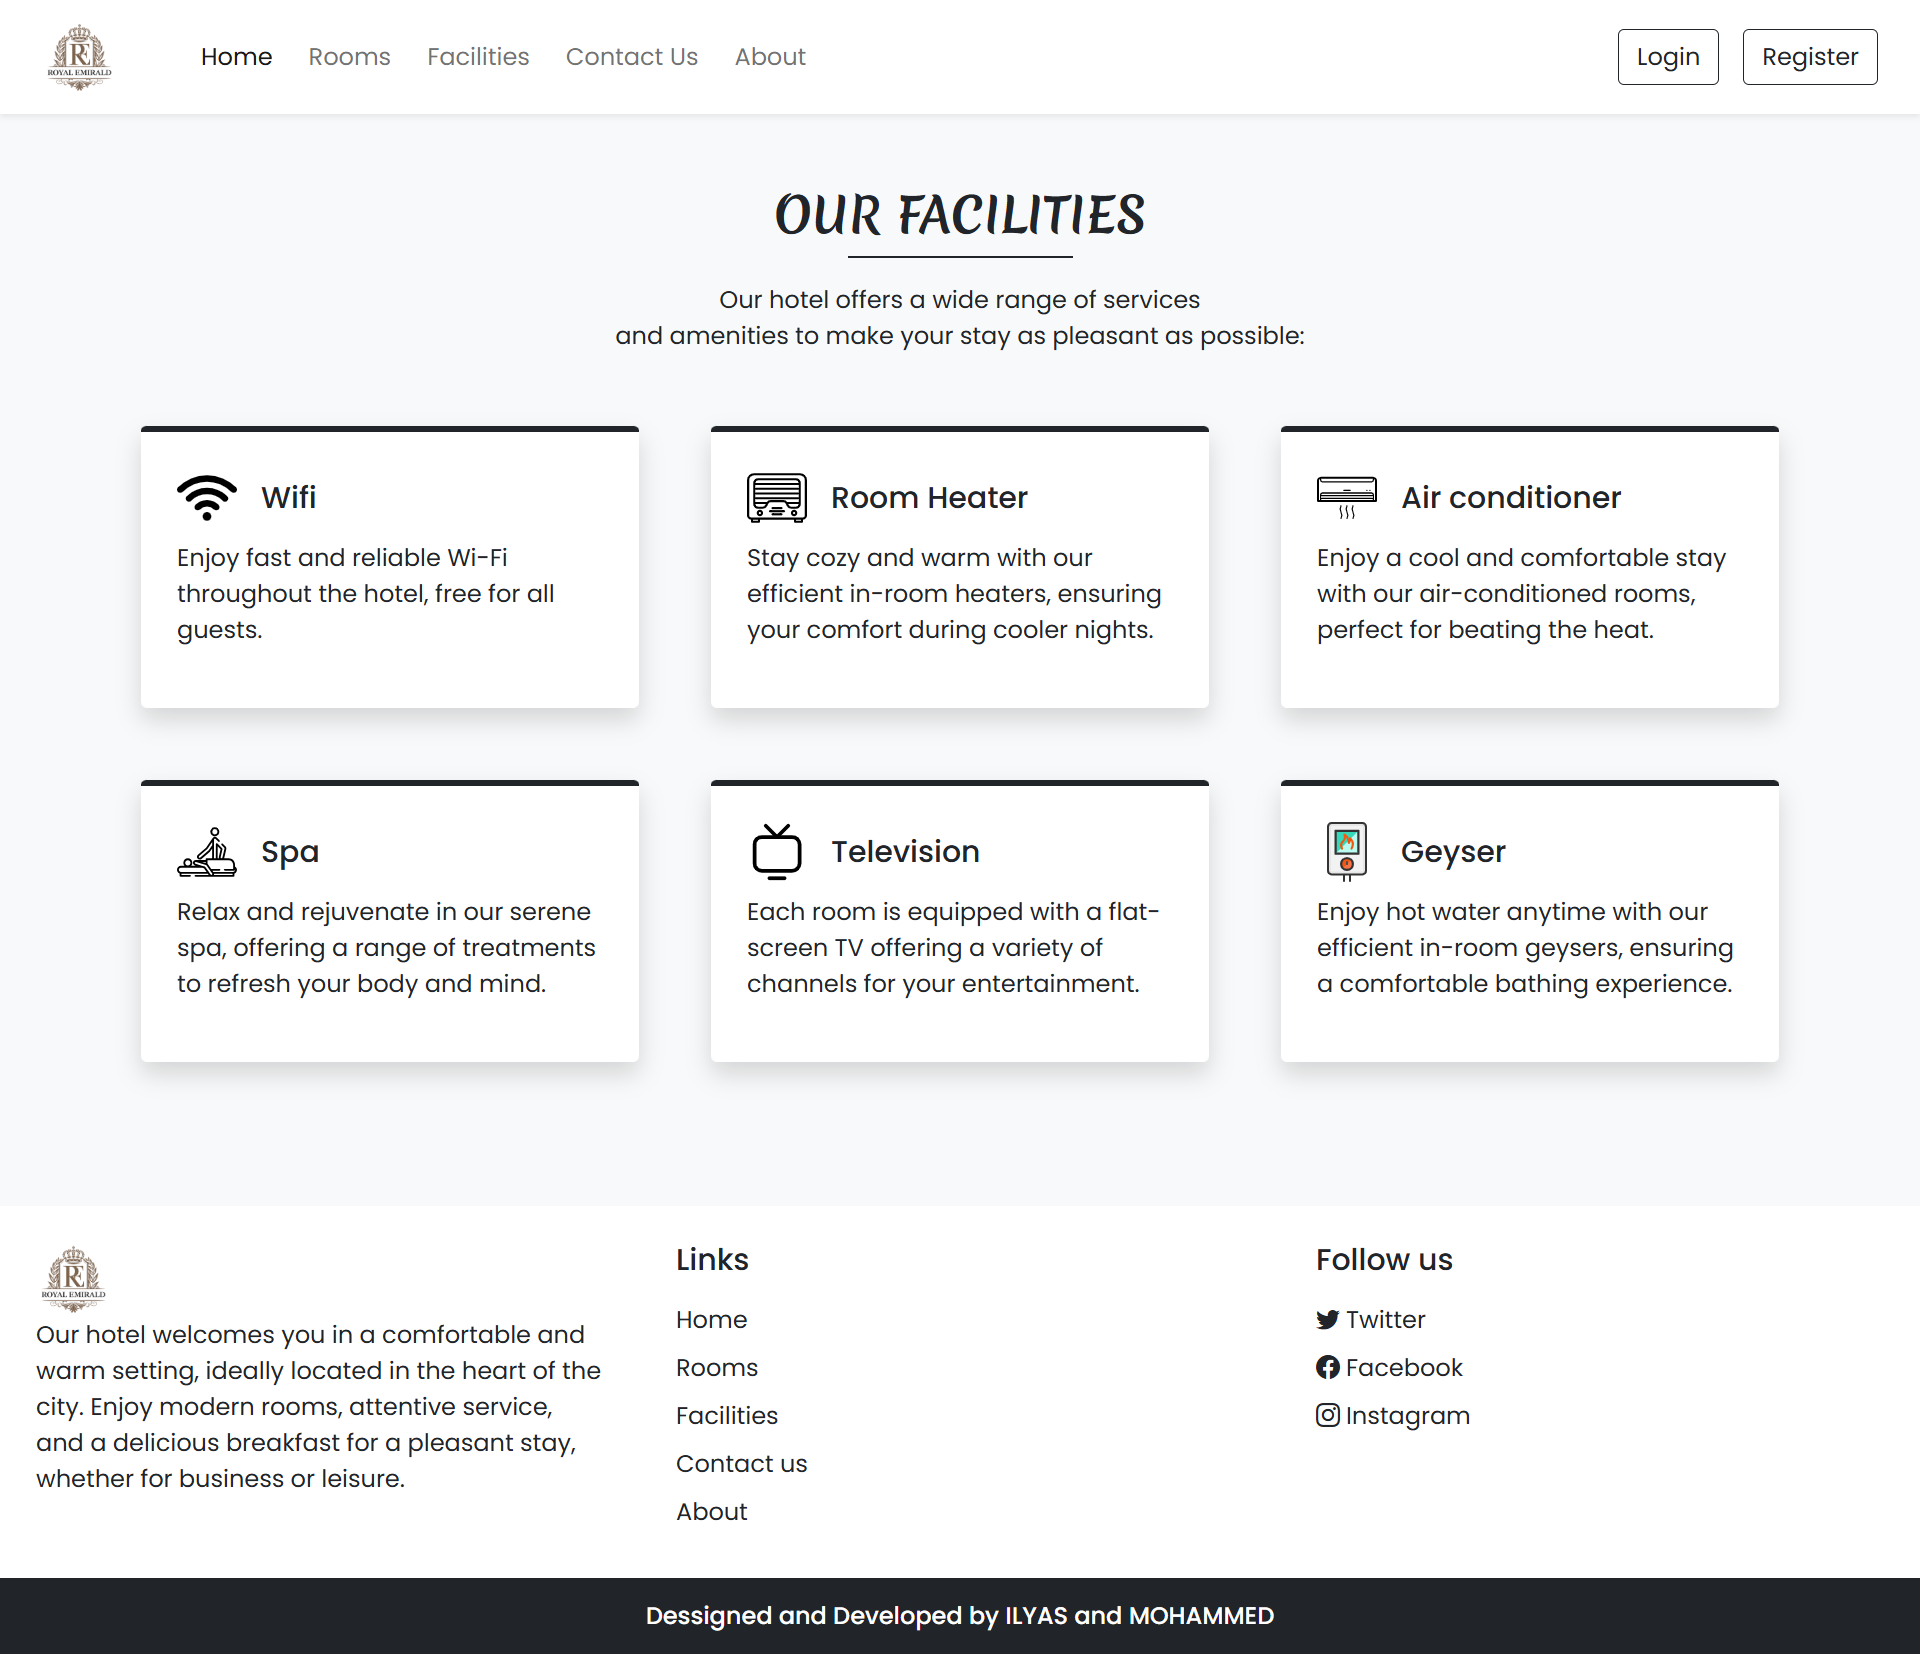 RE
ROYAL EMIRALD
Home
Rooms
Facilities
Contact Us
About
Login
Register
OUR FACILITIES
Our hotel offers a wide range of services
and amenities to make your stay as pleasant as possible:
Wifi
Enjoy fast and reliable Wi-Fi
throughout the hotel, free for all
guests.
Room Heater
Stay cozy and warm with our
efficient in-room heaters, ensuring
your comfort during cooler nights.
Air conditioner
Enjoy a cool and comfortable stay
with our air-conditioned rooms,
perfect for beating the heat.
Spa
Relax and rejuvenate in our serene
spa, offering a range of treatments
to refresh your body and mind.
Television
Each room is equipped with a flat-
screen TV offering a variety of
channels for your entertainment.
Geyser
Enjoy hot water anytime with our
efficient in-room geysers, ensuring
a comfortable bathing experience.
RE
ROYAL EMIRALD
Our hotel welcomes you in a comfortable and
warm setting, ideally located in the heart of the
city. Enjoy modern rooms, attentive service,
and a delicious breakfast for a pleasant stay,
whether for business or leisure.
Links
Home
Rooms
Facilities
Contact us
About
Follow us
Twitter
Facebook
Instagram
Dessigned and Developed by ILYAS and MOHAMMED